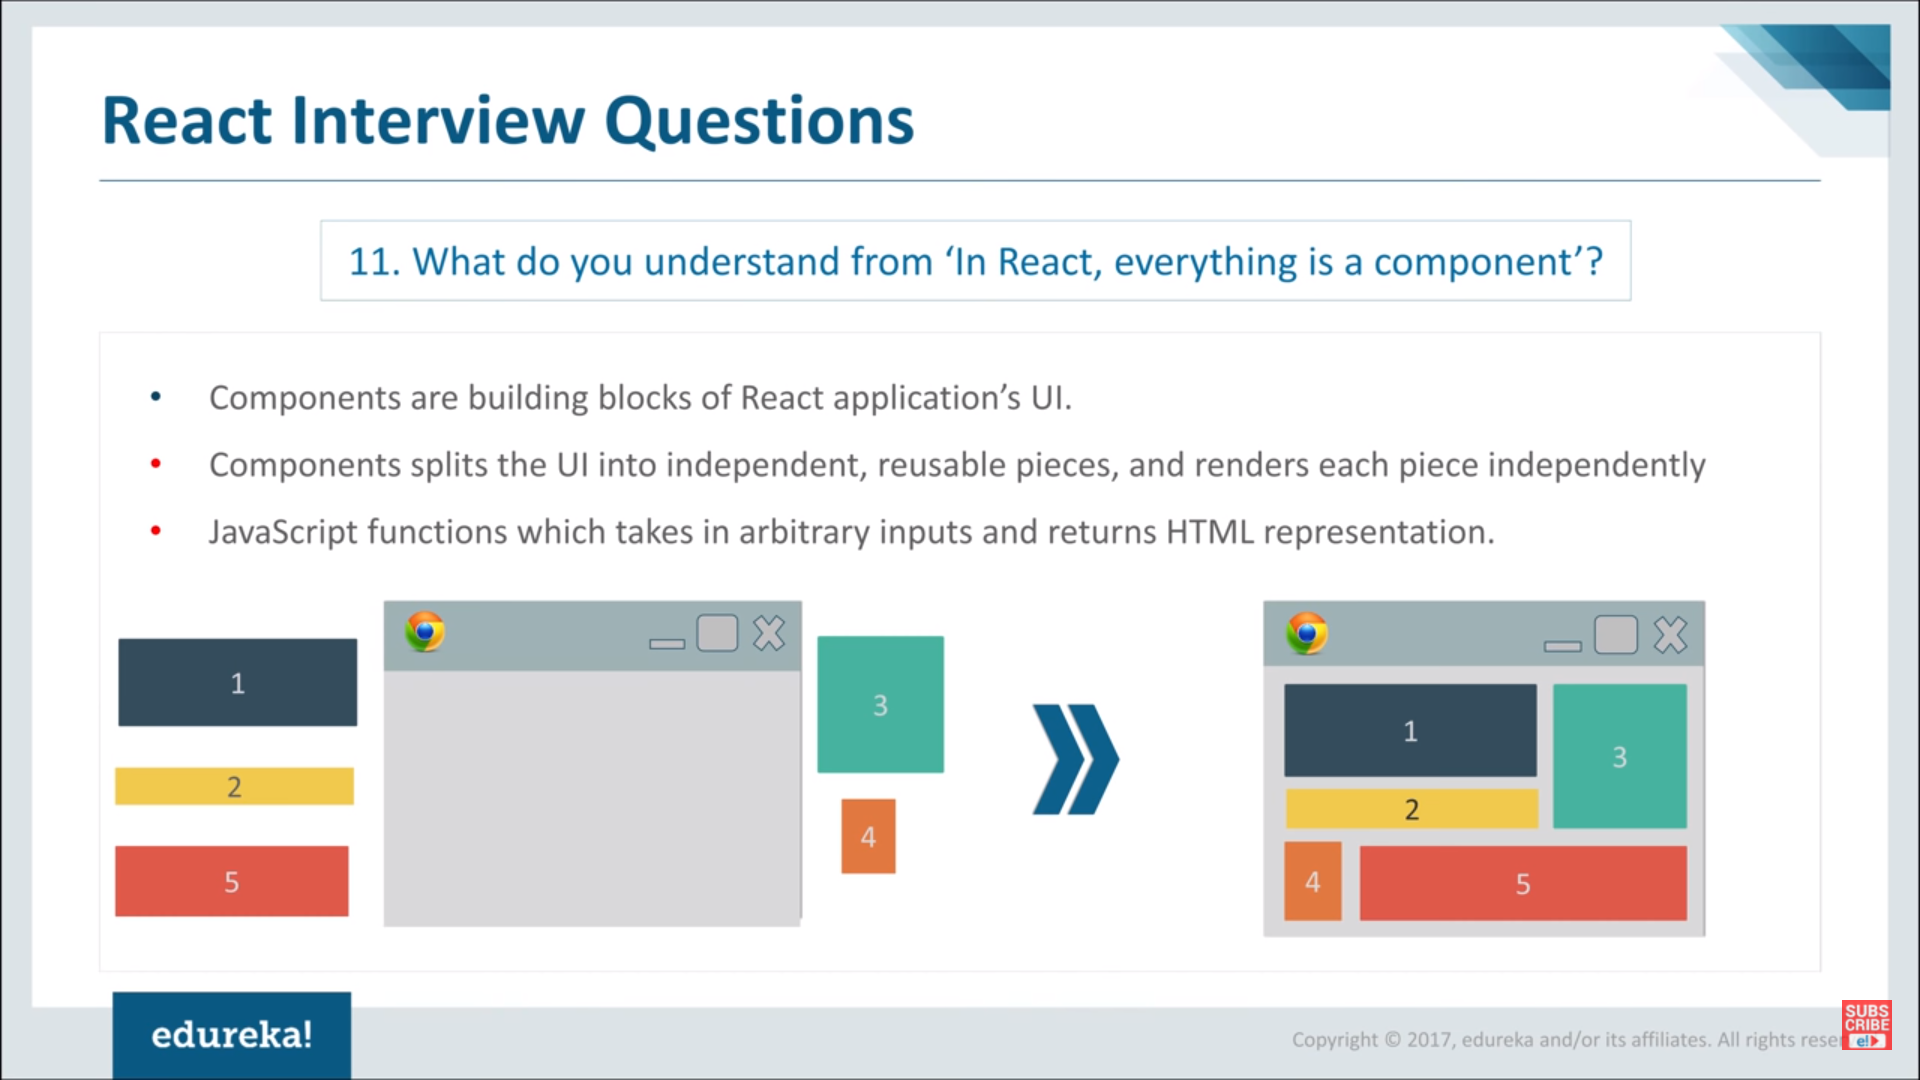 React Interview Questions
11. What do you understand from ‘In React, everything is a component’?
• Components are building blocks of React application’s UI.
• Components splits the UI into independent, reusable pieces, and renders each piece independently
• JavaScript functions which takes in arbitrary inputs and returns HTML representation.
1
2
5
3
4
1
3
2
4
5
edureka!
Copyright © 2017, edureka and/or its affiliates. All rights reser
SUBS
CRIBE
e!